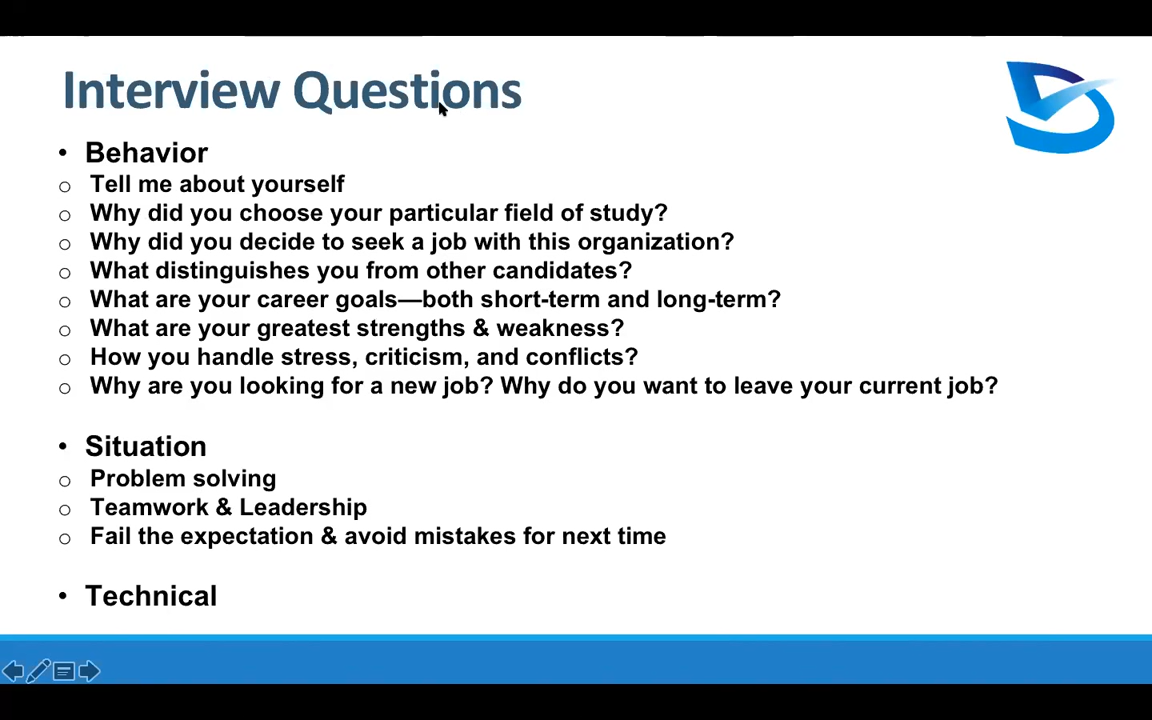 Interview Questions
• Behavior
o Tell me about yourself
o Why did you choose your particular field of study?
o Why did you decide to seek a job with this organization?
o What distinguishes you from other candidates?
o What are your career goals—both short-term and long-term?
o What are your greatest strengths & weakness?
o How you handle stress, criticism, and conflicts?
o Why are you looking for a new job? Why do you want to leave your current job?
• Situation
o Problem solving
o Teamwork & Leadership
o Fail the expectation & avoid mistakes for next time
• Technical